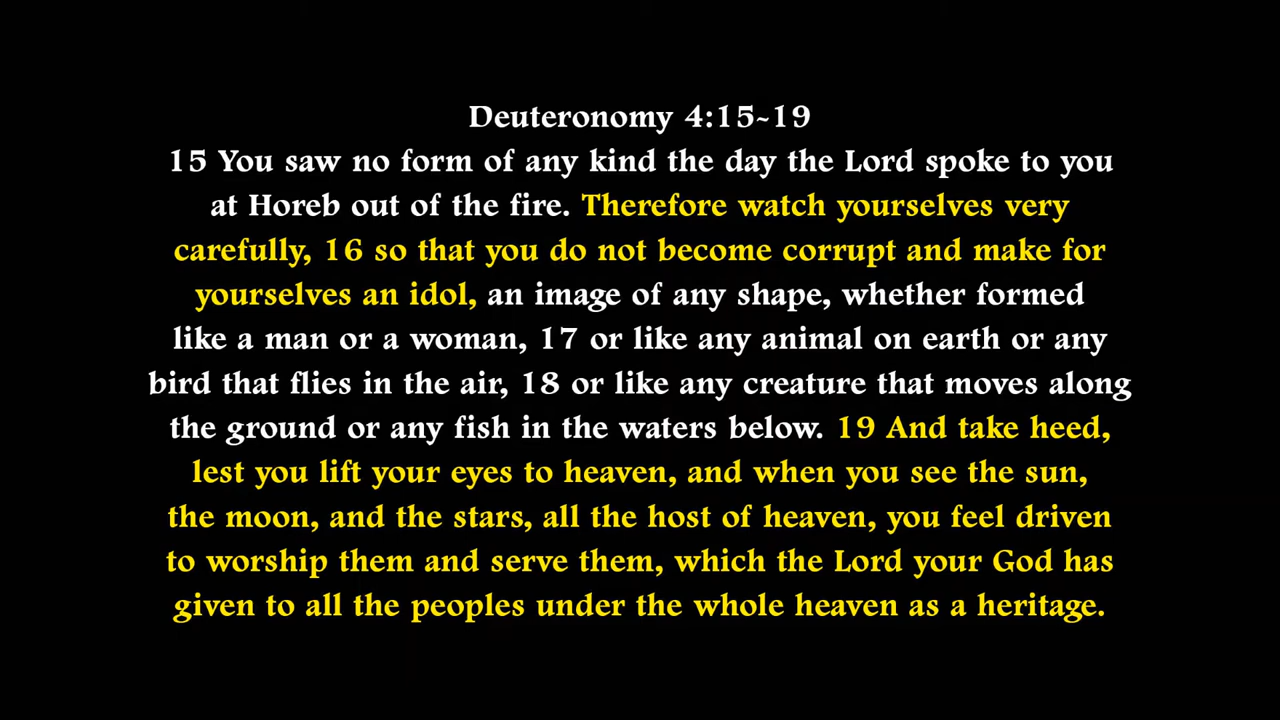 Deuteronomy 4:15~19
15 You saw no form of any kind the day the Lord spoke to you
at Horeb out of the fire. Therefore watch yourselves very
carefully, 16 so that you do not become corrupt and make for
yourselves an idol, an image of any shape, whether formed
like a man or a woman, 17 or like any animal on earth or any
bird that flies in the air, 18 or like any creature that moves along
the ground or any fish in the waters below. 19 And take heed,
lest you lift your eyes to heaven, and when you see the sun,
the moon, and the stars, all the host of heaven, you feel driven
to worship them and serve them, which the Lord your God has
given to all the peoples under the whole heaven as a heritage.